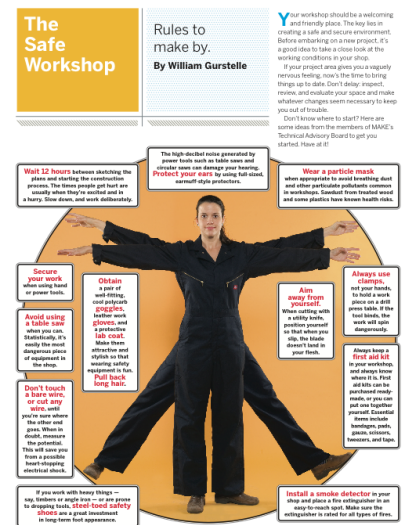 The
Safe
Workshop
Rules to
make by.
By William Gurstelle
Your workshop should be a welcoming
and friendly place. The key lies in
creating a safe and secure environment.
Before embarking on a new project, it's
a good idea to take a close look at the
working conditions in your shop.
If your project area gives you a vaguely
nervous feeling, now's the time to bring
things up to date. Don't delay: inspect,
review, and evaluate your space and make
whatever changes seem necessary to keep
you out of trouble.
Don't know where to start? Here are
some ideas from the members of MAKE's
Technical Advisory Board to get you
started. Have at it!
The high-decibel noise generated by
power tools such as table saws and
circular saws can damage your hearing.
Protect your ears by using full-sized,
earmuff-style protectors.
Wait 12 hours between sketching the
plans and starting the construction
process. The times people get hurt are
usually when they're excited and in
a hurry. Slow down, and work deliberately.
Wear a particle mask
when appropriate to avoid breathing dust
and other particulate pollutants common
in workshops. Sawdust from treated wood
and some plastics have known health risks.
Secure
your work
when using hand
or power tools.
Avoid using
a table saw
when you can.
Statistically, it's
easily the most
dangerous piece
of equipment in
the shop.
Don't touch
a bare wire,
or cut any
wire, until
you're sure where
the other end
goes. When in
doubt, measure
the potential.
This will save you
from a possible
heart-stopping
electrical shock.
Obtain
a pair of
well-fitting,
cool polycarb
goggles,
leather work
gloves, and
a protective
lab coat.
Make them
attractive and
stylish so that
wearing safety
equipment is fun.
Pull back
long hair.
Aim
away from
yourself.
When cutting with
a utility knife,
position yourself
so that when you
slip, the blade
doesn't land in
your flesh.
Always use
clamps,
not your hands,
to hold a work
piece on a drill
press table. If the
tool binds, the
work will spin
dangerously.
Always keep a
first aid kit
in your workshop,
and always know
where it is. First
aid kits can be
purchased ready-
made, or you can
put one together
yourself. Essential
items include
bandages, pads,
gauze, scissors,
tweezers, and tape.
If you work with heavy things —
say, timbers or angle iron — or are prone
to dropping tools, steel-toed safety
shoes are a great investment
in long-term foot appearance.
Install a smoke detector in your
shop and place a fire extinguisher in an
easy-to-reach spot. Make sure the
extinguisher is rated for all types of fires.